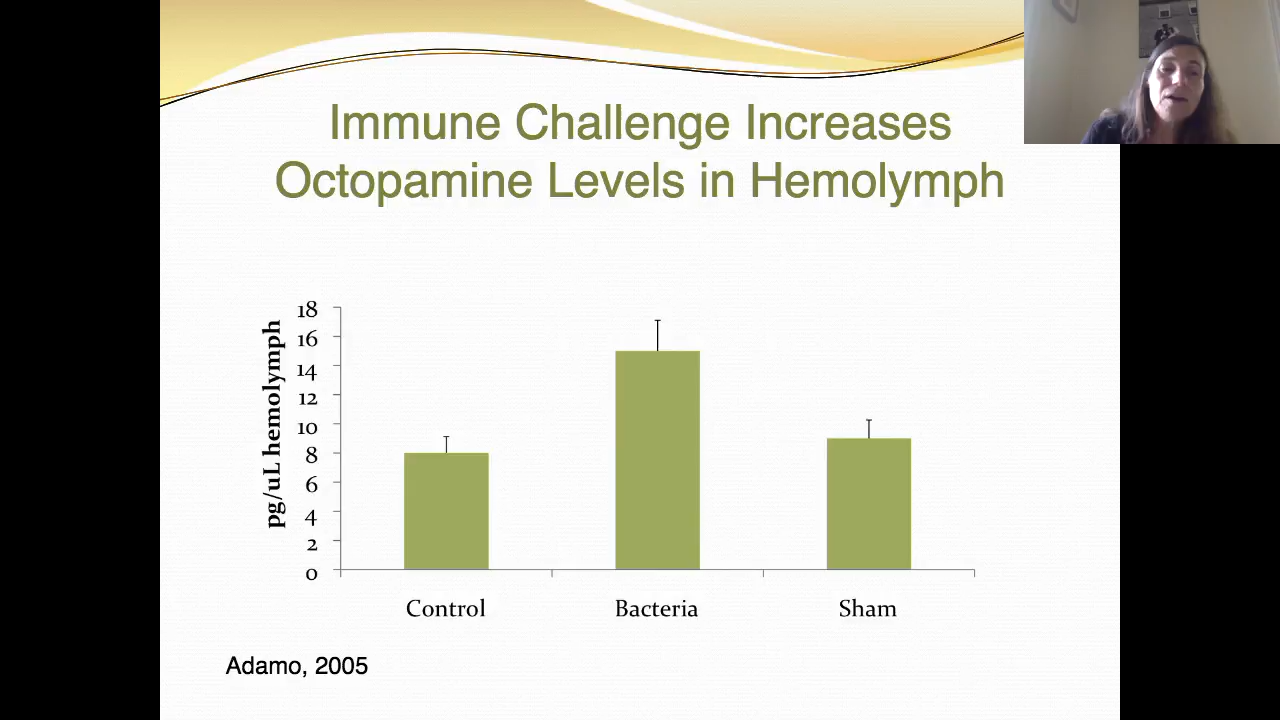 Immune Challenge Increases
Octopamine Levels in Hemolymph
pg/uL hemolymph
18
16
14
12
10
8
6
4
2
0
Control
Bacteria
Sham
Adamo, 2005